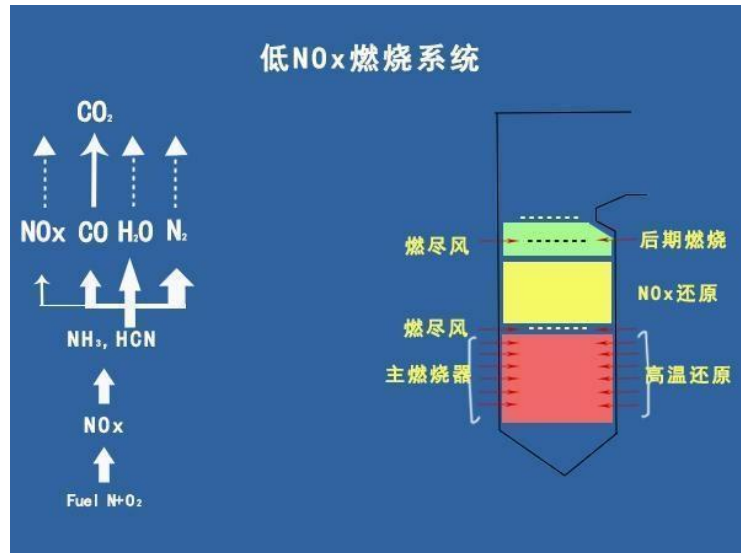 低NOx燃烧系统
CO₂
NOx CO H₂O N₂
NH₃, HCN
NOx
Fuel N+O₂
燃尽风
后期燃烧
NOx还原
燃尽风
主燃烧器
高温还原